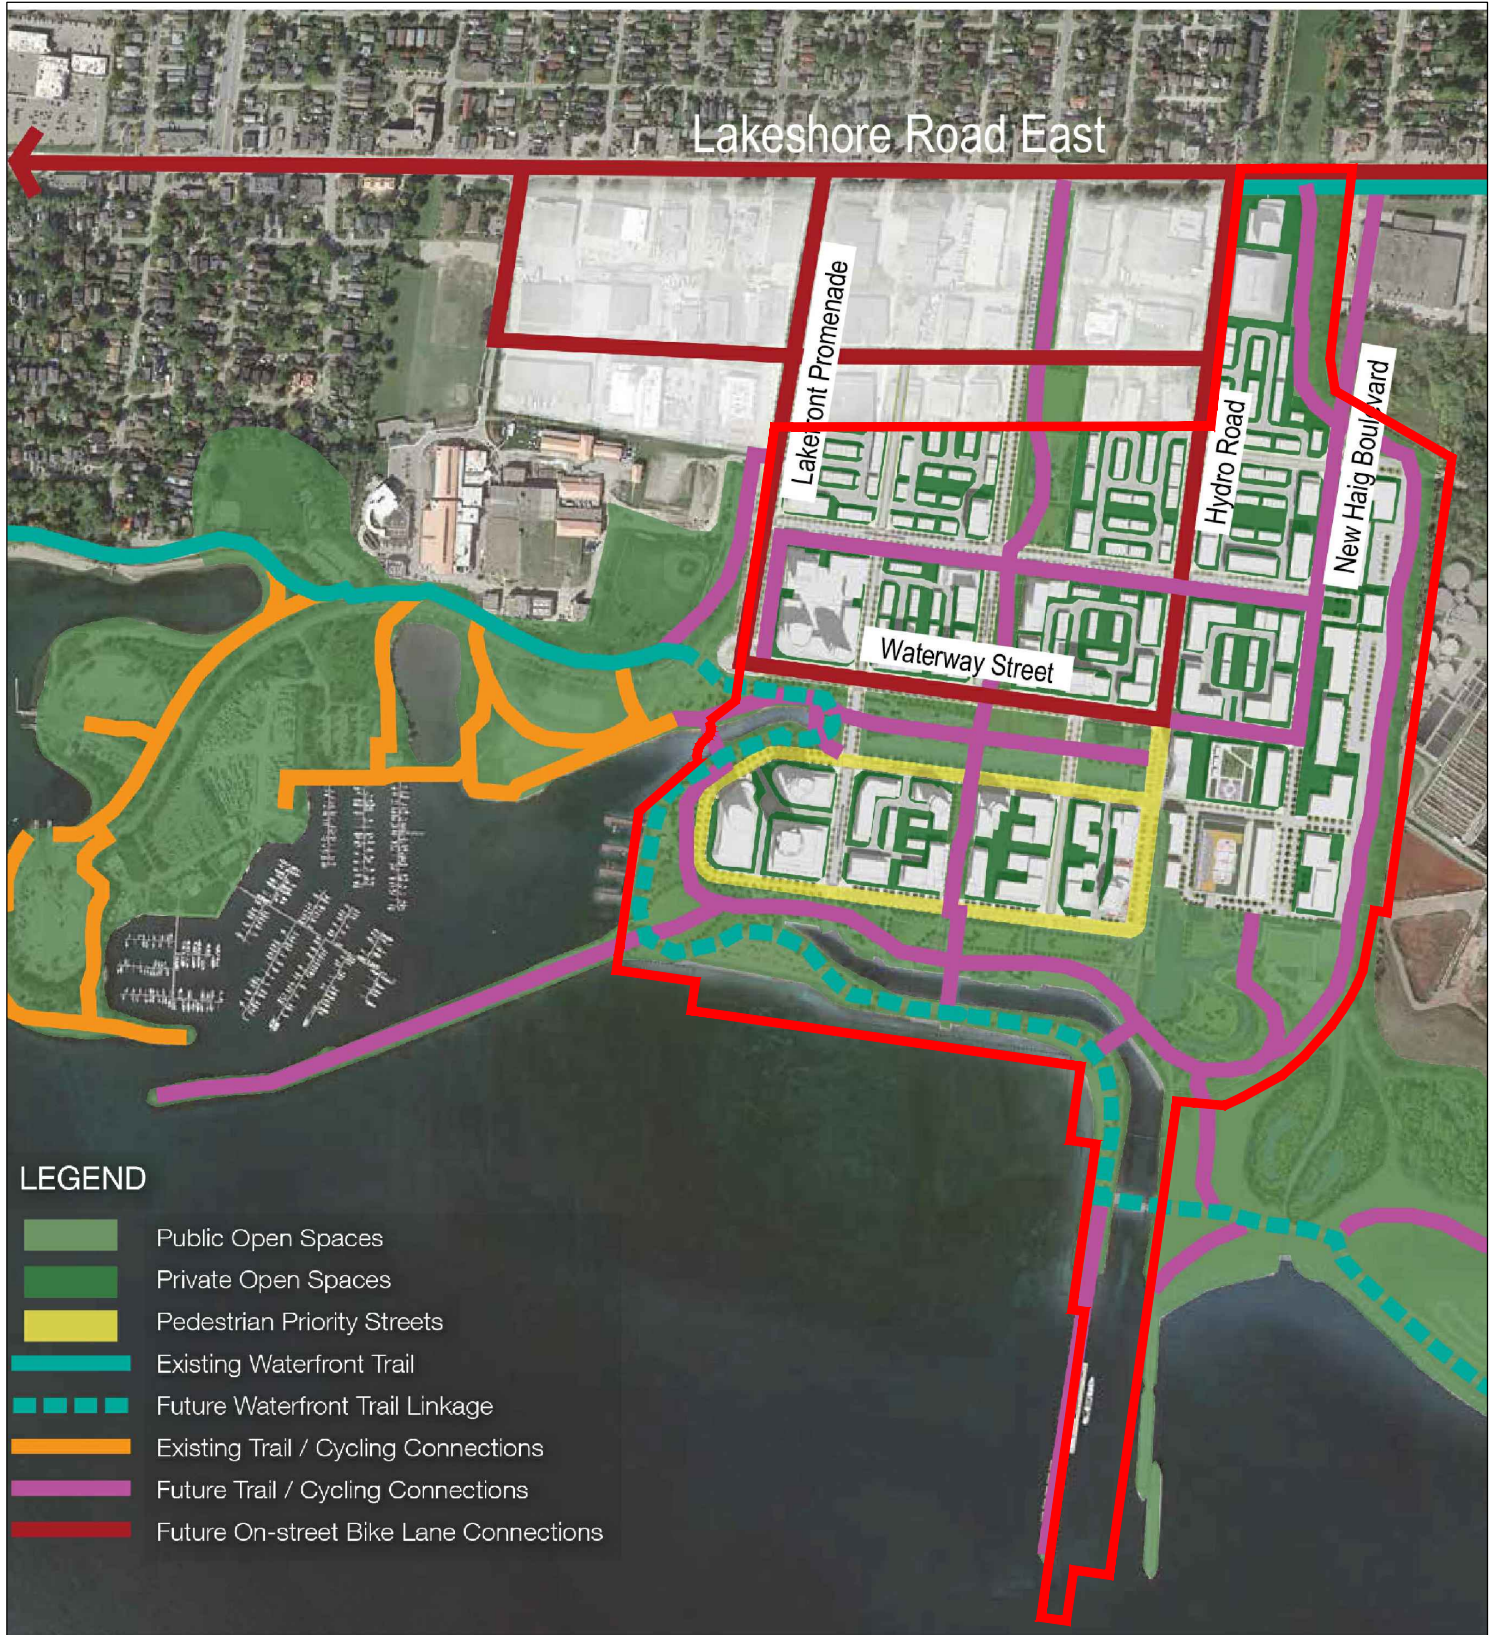 Lakeshore Road East
Lakefront Promenade
Hydro Road
New Haig Boulevard
Waterway Street
LEGEND
Public Open Spaces
Private Open Spaces
Pedestrian Priority Streets
Existing Waterfront Trail
Future Waterfront Trail Linkage
Existing Trail / Cycling Connections
Future Trail / Cycling Connections
Future On-street Bike Lane Connections